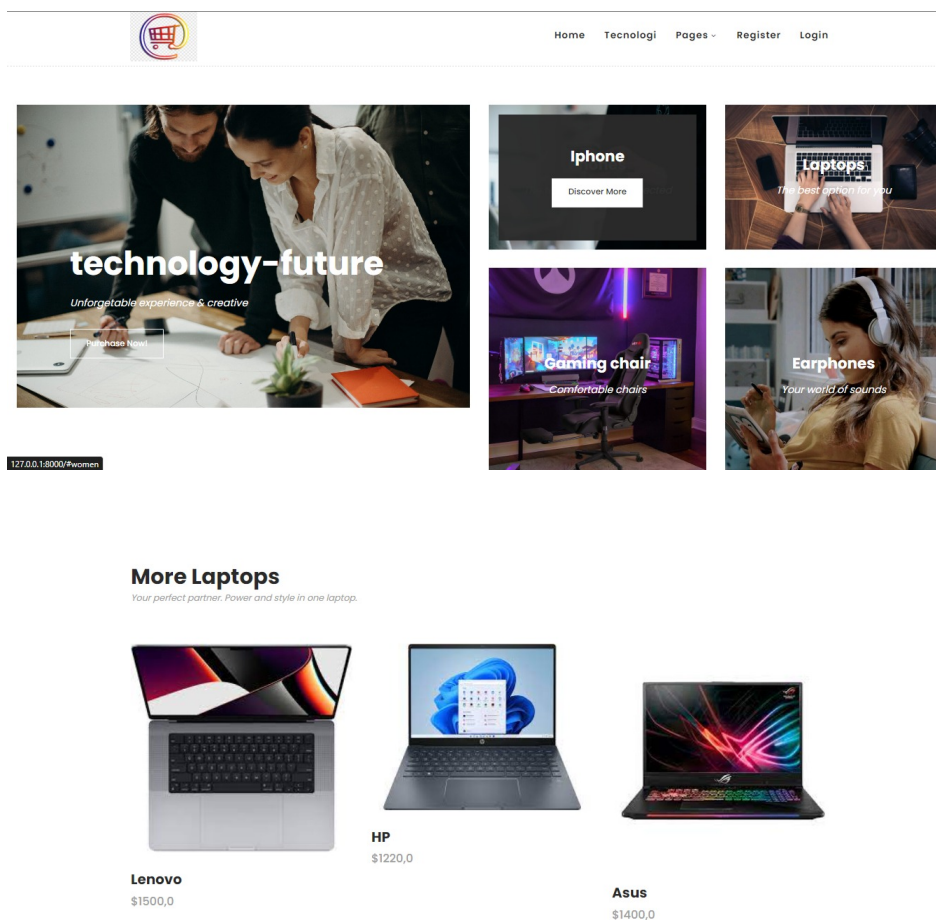 Home Tecnologi Pages Register Login
technology-future
Unforgetable experience & creative
Purchase Now!
Iphone
Discover More
Laptops
The best option for you
Gaming chair
Comfortable chairs
Earphones
Your world of sounds
127.0.0.1:8000/#women
More Laptops
Your perfect partner. Power and style in one laptop.
Lenovo
$1500,0
HP
$1220,0
Asus
$1400,0